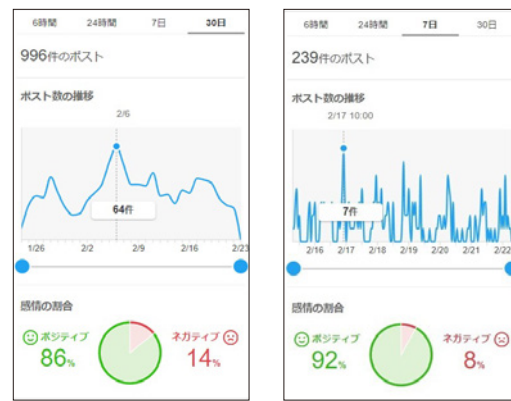 6時間 24時間 7日 30日
996件のポスト
ポスト数の推移
2/6
64件
1/26 2/2 2/9 2/16 2/23
感情の割合
ポジティブ 86%
ネガティブ 14%
6時間 24時間 7日 30日
239件のポスト
ポスト数の推移
2/17 10:00
7件
2/16 2/17 2/18 2/19 2/20 2/21 2/22
感情の割合
ポジティブ 92%
ネガティブ 8%